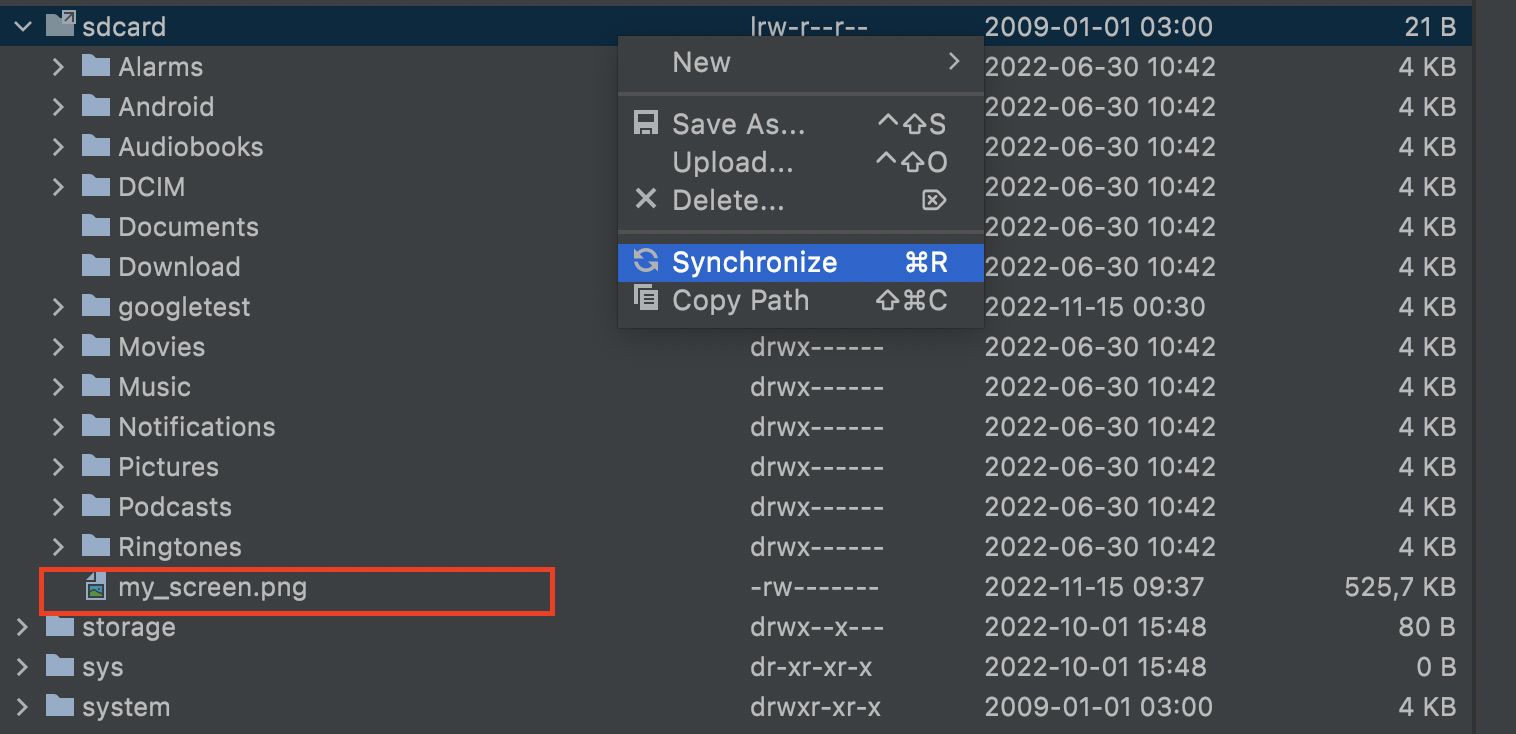 sdcard lrw-r--r-- 2009-01-01 03:00 21 B
New
Alarms 2022-06-30 10:42 4 KB
Android 2022-06-30 10:42 4 KB
Save As... ^⇧S
Audiobooks 2022-06-30 10:42 4 KB
Upload... ^⇧O
DCIM 2022-06-30 10:42 4 KB
Delete... ⌦
Documents 2022-06-30 10:42 4 KB
Download Synchronize ⌘R 2022-06-30 10:42 4 KB
googletest Copy Path ⇧⌘C 2022-11-15 00:30 4 KB
Movies drwx------ 2022-06-30 10:42 4 KB
Music drwx------ 2022-06-30 10:42 4 KB
Notifications drwx------ 2022-06-30 10:42 4 KB
Pictures drwx------ 2022-06-30 10:42 4 KB
Podcasts drwx------ 2022-06-30 10:42 4 KB
Ringtones drwx------ 2022-06-30 10:42 4 KB
my_screen.png -rw------- 2022-11-15 09:37 525,7 KB
storage drwx--x--- 2022-10-01 15:48 80 B
sys dr-xr-xr-x 2022-10-01 15:48 0 B
system drwxr-xr-x 2009-01-01 03:00 4 KB